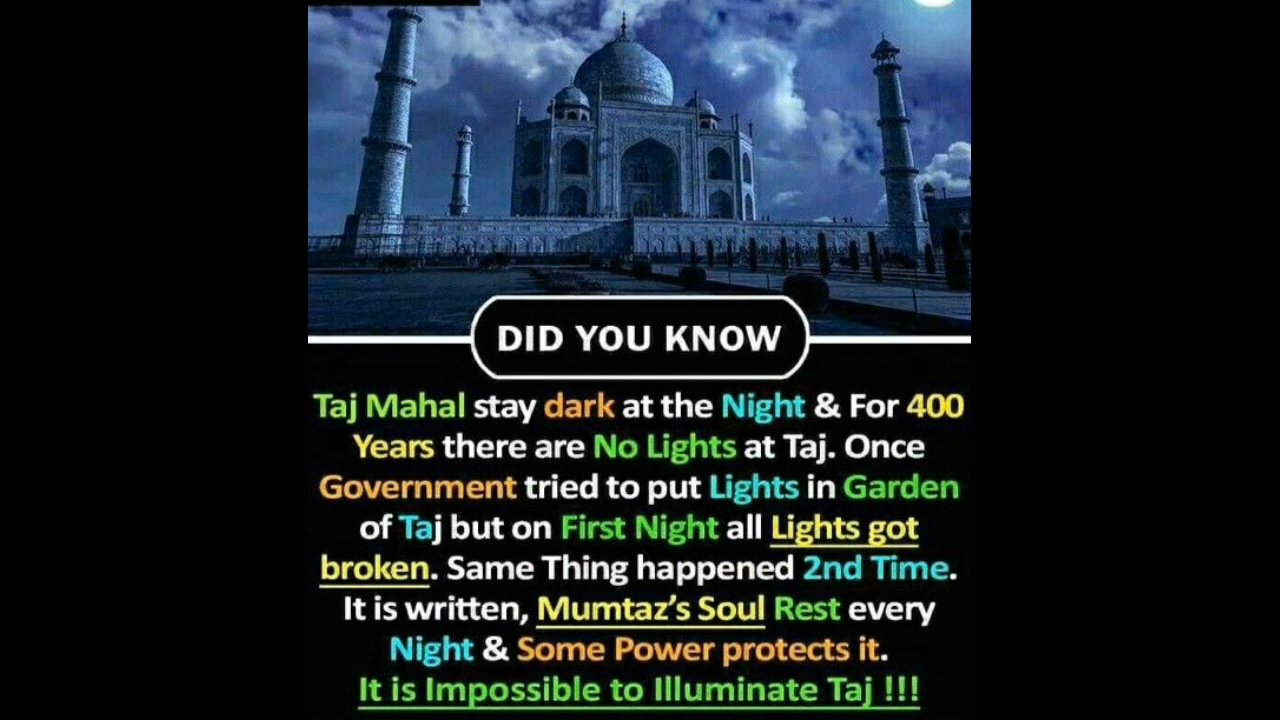 DID YOU KNOW
Taj Mahal stay dark at the Night & For 400
Years there are No Lights at Taj. Once
Government tried to put Lights in Garden
of Taj but on First Night all Lights got
broken. Same Thing happened 2nd Time.
It is written, Mumtaz's Soul Rest every
Night & Some Power protects it.
It is Impossible to Illuminate Taj !!!